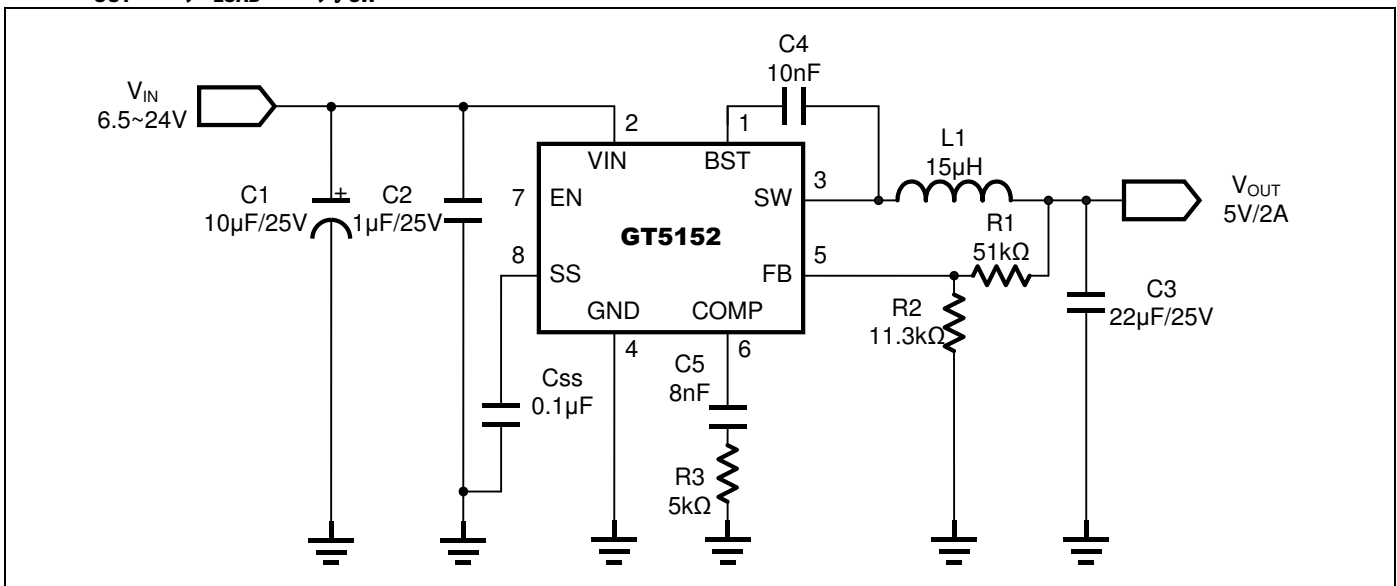 C4
10nF
V_IN
6.5~24V
2
1
L1
15µH
VIN
BST
3
C1
10µF/25V
+
C2
1µF/25V
7
EN
SW
V_OUT
5V/2A
GT5152
R1
51kΩ
8
SS
FB
5
C3
22µF/25V
R2
11.3kΩ
GND
COMP
4
6
Css
0.1µF
C5
8nF
R3
5kΩ